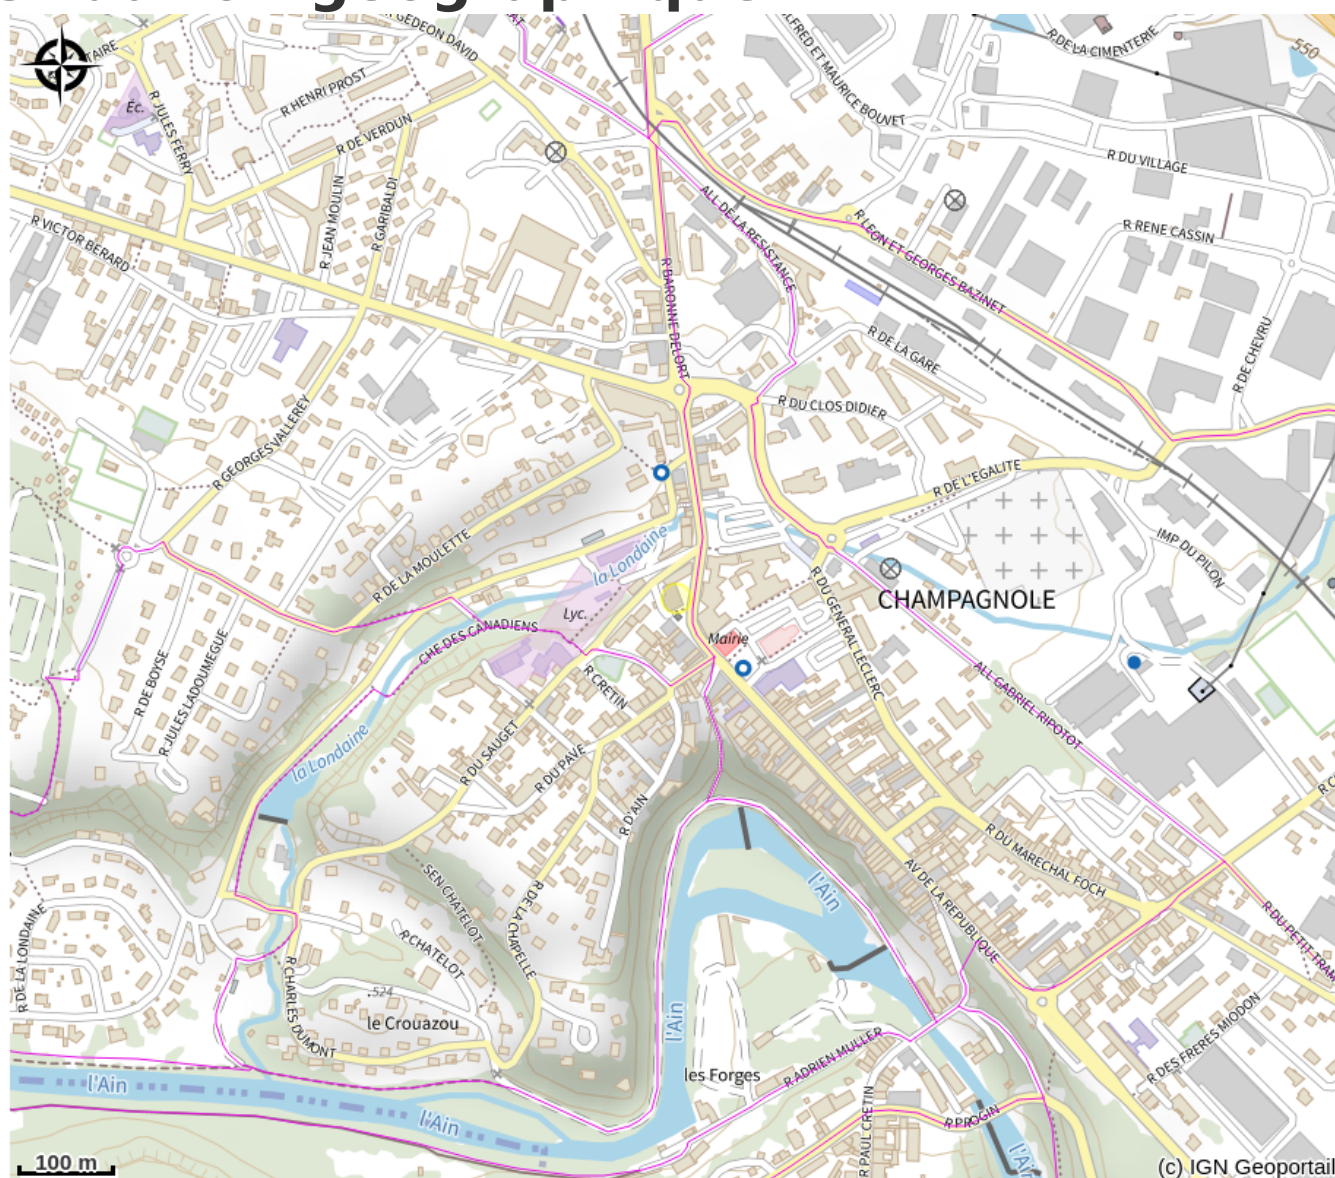 R GEDEON DAVID
R DE LA CIMENTERIE
550
R HENRI PROST
ALFRED ET MAURICE BOUVET
Éc.
R JULES FERRY
R DE VERDUN
R DU VILLAGE
R JEAN MOULIN
R GARIBALDI
ALL DE LA RESISTANCE
R LEON ET GEORGES BAZINET
R RENE CASSIN
R VICTOR BERARD
R BARONNE DELORT
R DE LA GARE
R DE CHEVRU
R DU CLOS DIDIER
R GEORGES VALLEREY
R DE L'EGALITE
la Londaine
R DE LA MOULETTE
IMP DU PILON
R DU GENERAL LECLERC
CHAMPAGNOLE
Lyc.
CHE DES CANADIENS
Mairie
R DE BOYSE
R JULES LADOUMEGUE
R CRETIN
ALL GABRIEL RIPOTOT
la Londaine
R DU SAUGET
R DU PAVE
R D'AIN
R DU MARECHAL FOCH
SEN CHATELOT
R DE LA CHAPELLE
l'Ain
AV DE LA REPUBLIQUE
R DE LA LONDAINE
R CHATELOT
R DU PETIT TRAM
R CHARLES DUMONT
524
le Crouazou
l'Ain
R DES FRERES MIODON
R ADRIEN MULLER
les Forges
l'Ain
l'Ain
R PAUL CRETIN
R P PROGIN
l'Ain
100 m
(c) IGN Geoportail